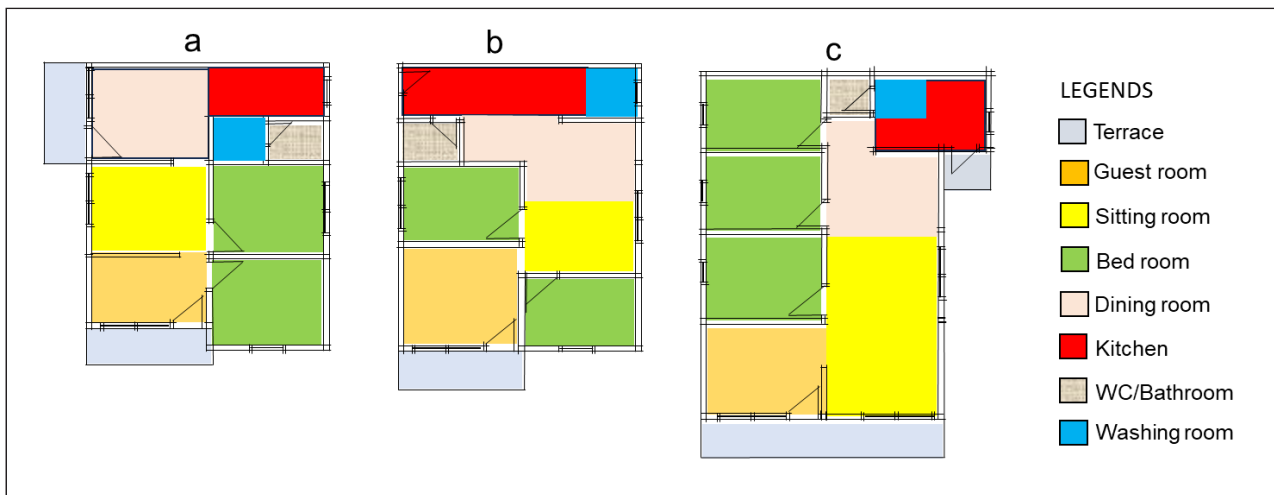 a
b
c
LEGENDS
Terrace
Guest room
Sitting room
Bed room
Dining room
Kitchen
WC/Bathroom
Washing room